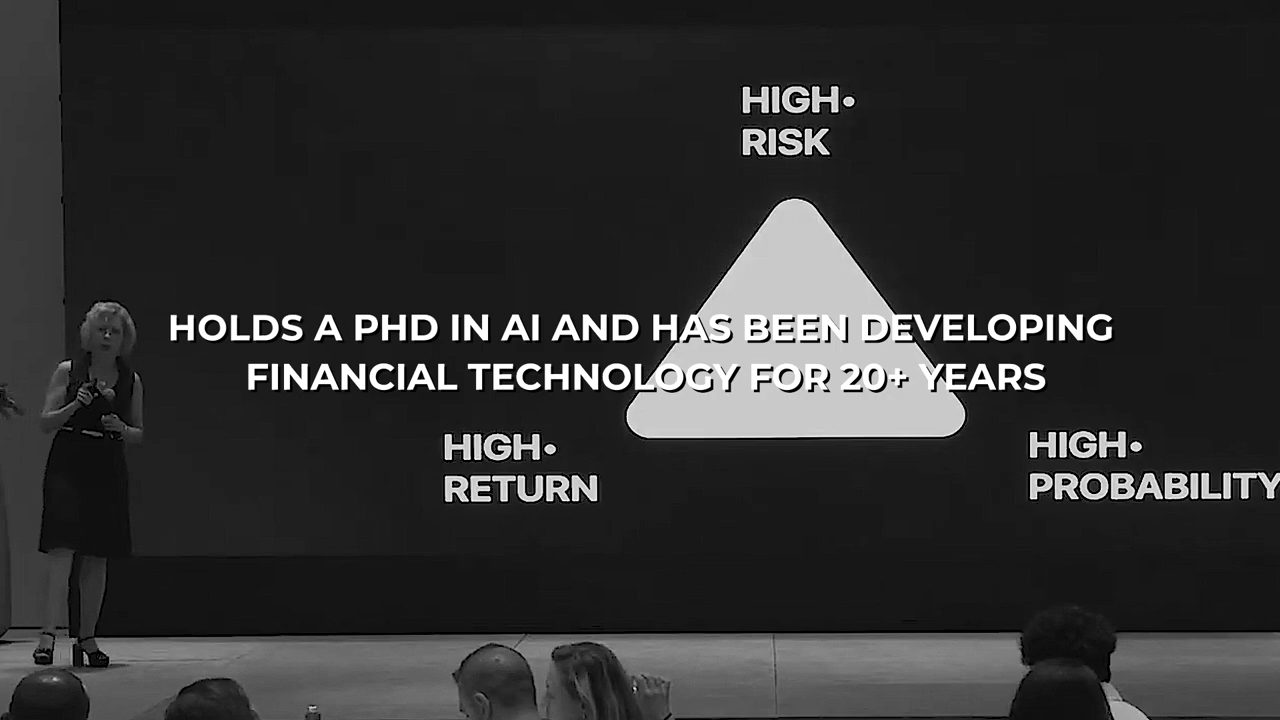 HIGH•
RISK
HOLDS A PHD IN AI AND HAS BEEN DEVELOPING
FINANCIAL TECHNOLOGY FOR 20+ YEARS
HIGH•
RETURN
HIGH•
PROBABILITY